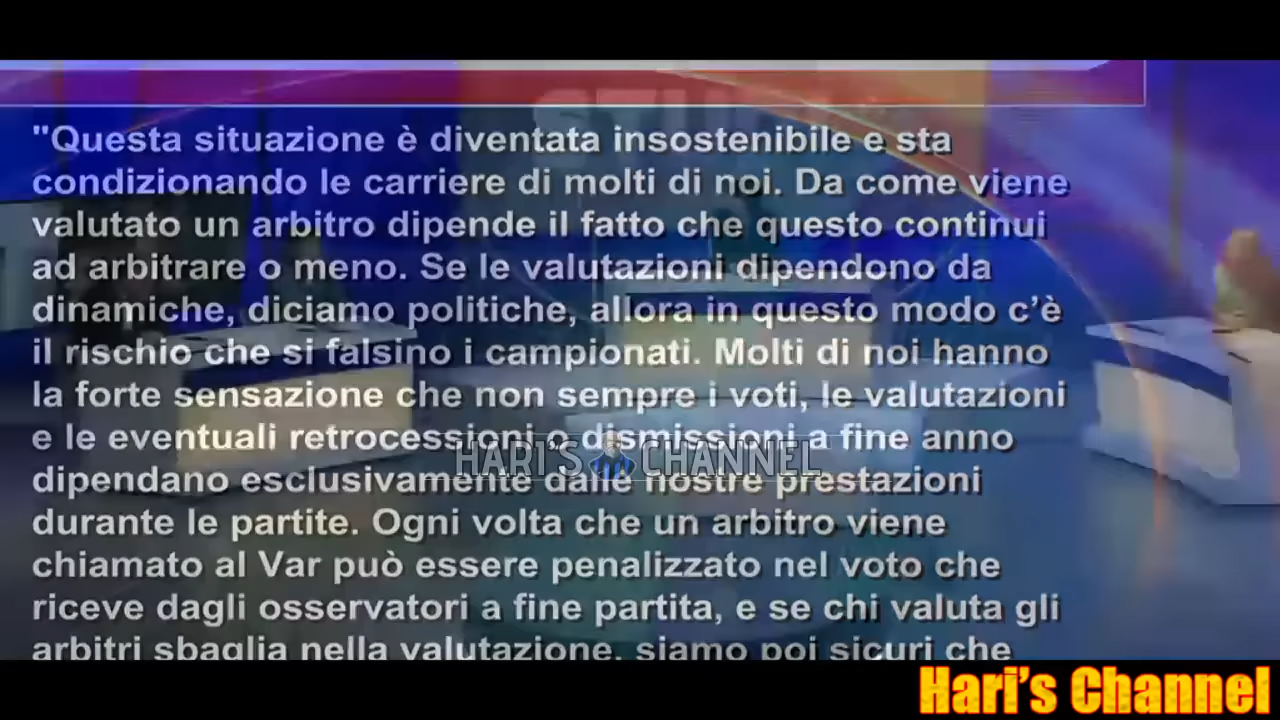 "Questa situazione è diventata insostenibile e sta
condizionando le carriere di molti di noi. Da come viene
valutato un arbitro dipende il fatto che questo continui
ad arbitrare o meno. Se le valutazioni dipendono da
dinamiche, diciamo politiche, allora in questo modo c’è
il rischio che si falsino i campionati. Molti di noi hanno
la forte sensazione che non sempre i voti, le valutazioni
e le eventuali retrocessioni o dismissioni a fine anno
HARI'S CHANNEL
dipendano esclusivamente dalle nostre prestazioni
durante le partite. Ogni volta che un arbitro viene
chiamato al Var può essere penalizzato nel voto che
riceve dagli osservatori a fine partita, e se chi valuta gli
arbitri sbaglia nella valutazione, siamo poi sicuri che
Hari's Channel